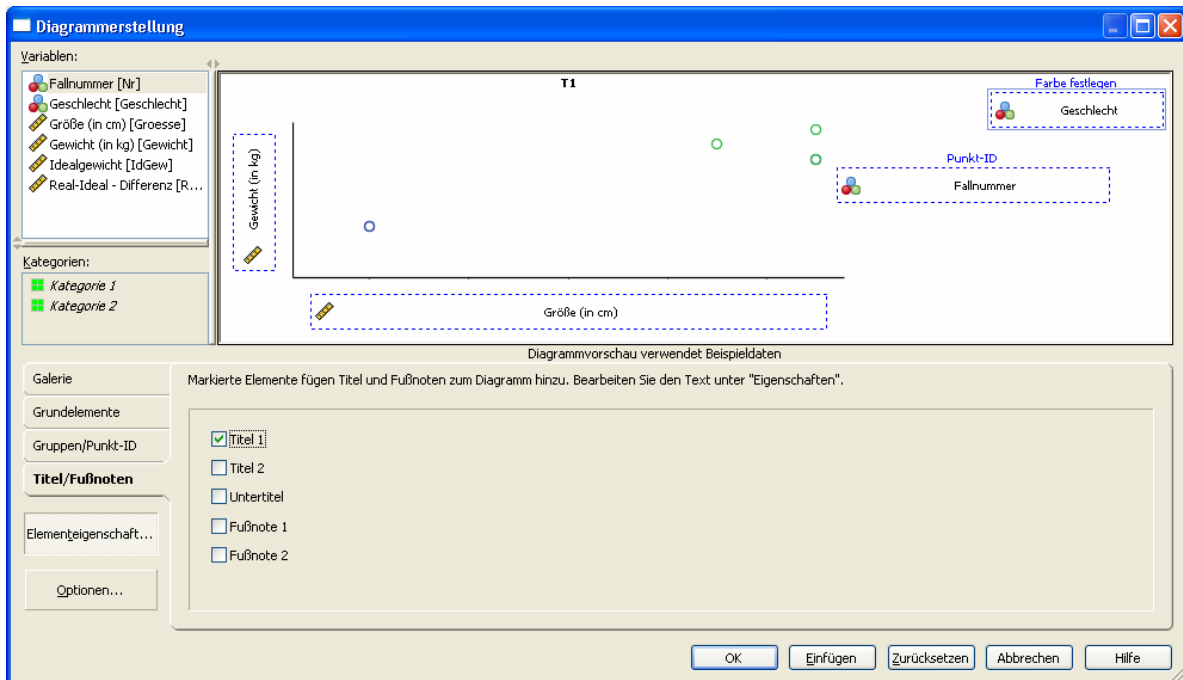 Diagrammerstellung
Variablen:
Fallnummer [Nr]
Geschlecht [Geschlecht]
Größe (in cm) [Groesse]
Gewicht (in kg) [Gewicht]
Idealgewicht [IdGew]
Real-Ideal - Differenz [R...
Kategorien:
Kategorie 1
Kategorie 2
T1
Farbe festlegen
Geschlecht
Punkt-ID
Fallnummer
Gewicht (in kg)
Größe (in cm)
Diagrammvorschau verwendet Beispieldaten
Galerie
Grundelemente
Gruppen/Punkt-ID
Titel/Fußnoten
Elementeigenschaft...
Optionen...
Markierte Elemente fügen Titel und Fußnoten zum Diagramm hinzu. Bearbeiten Sie den Text unter "Eigenschaften".
Titel 1
Titel 2
Untertitel
Fußnote 1
Fußnote 2
OK
Einfügen
Zurücksetzen
Abbrechen
Hilfe